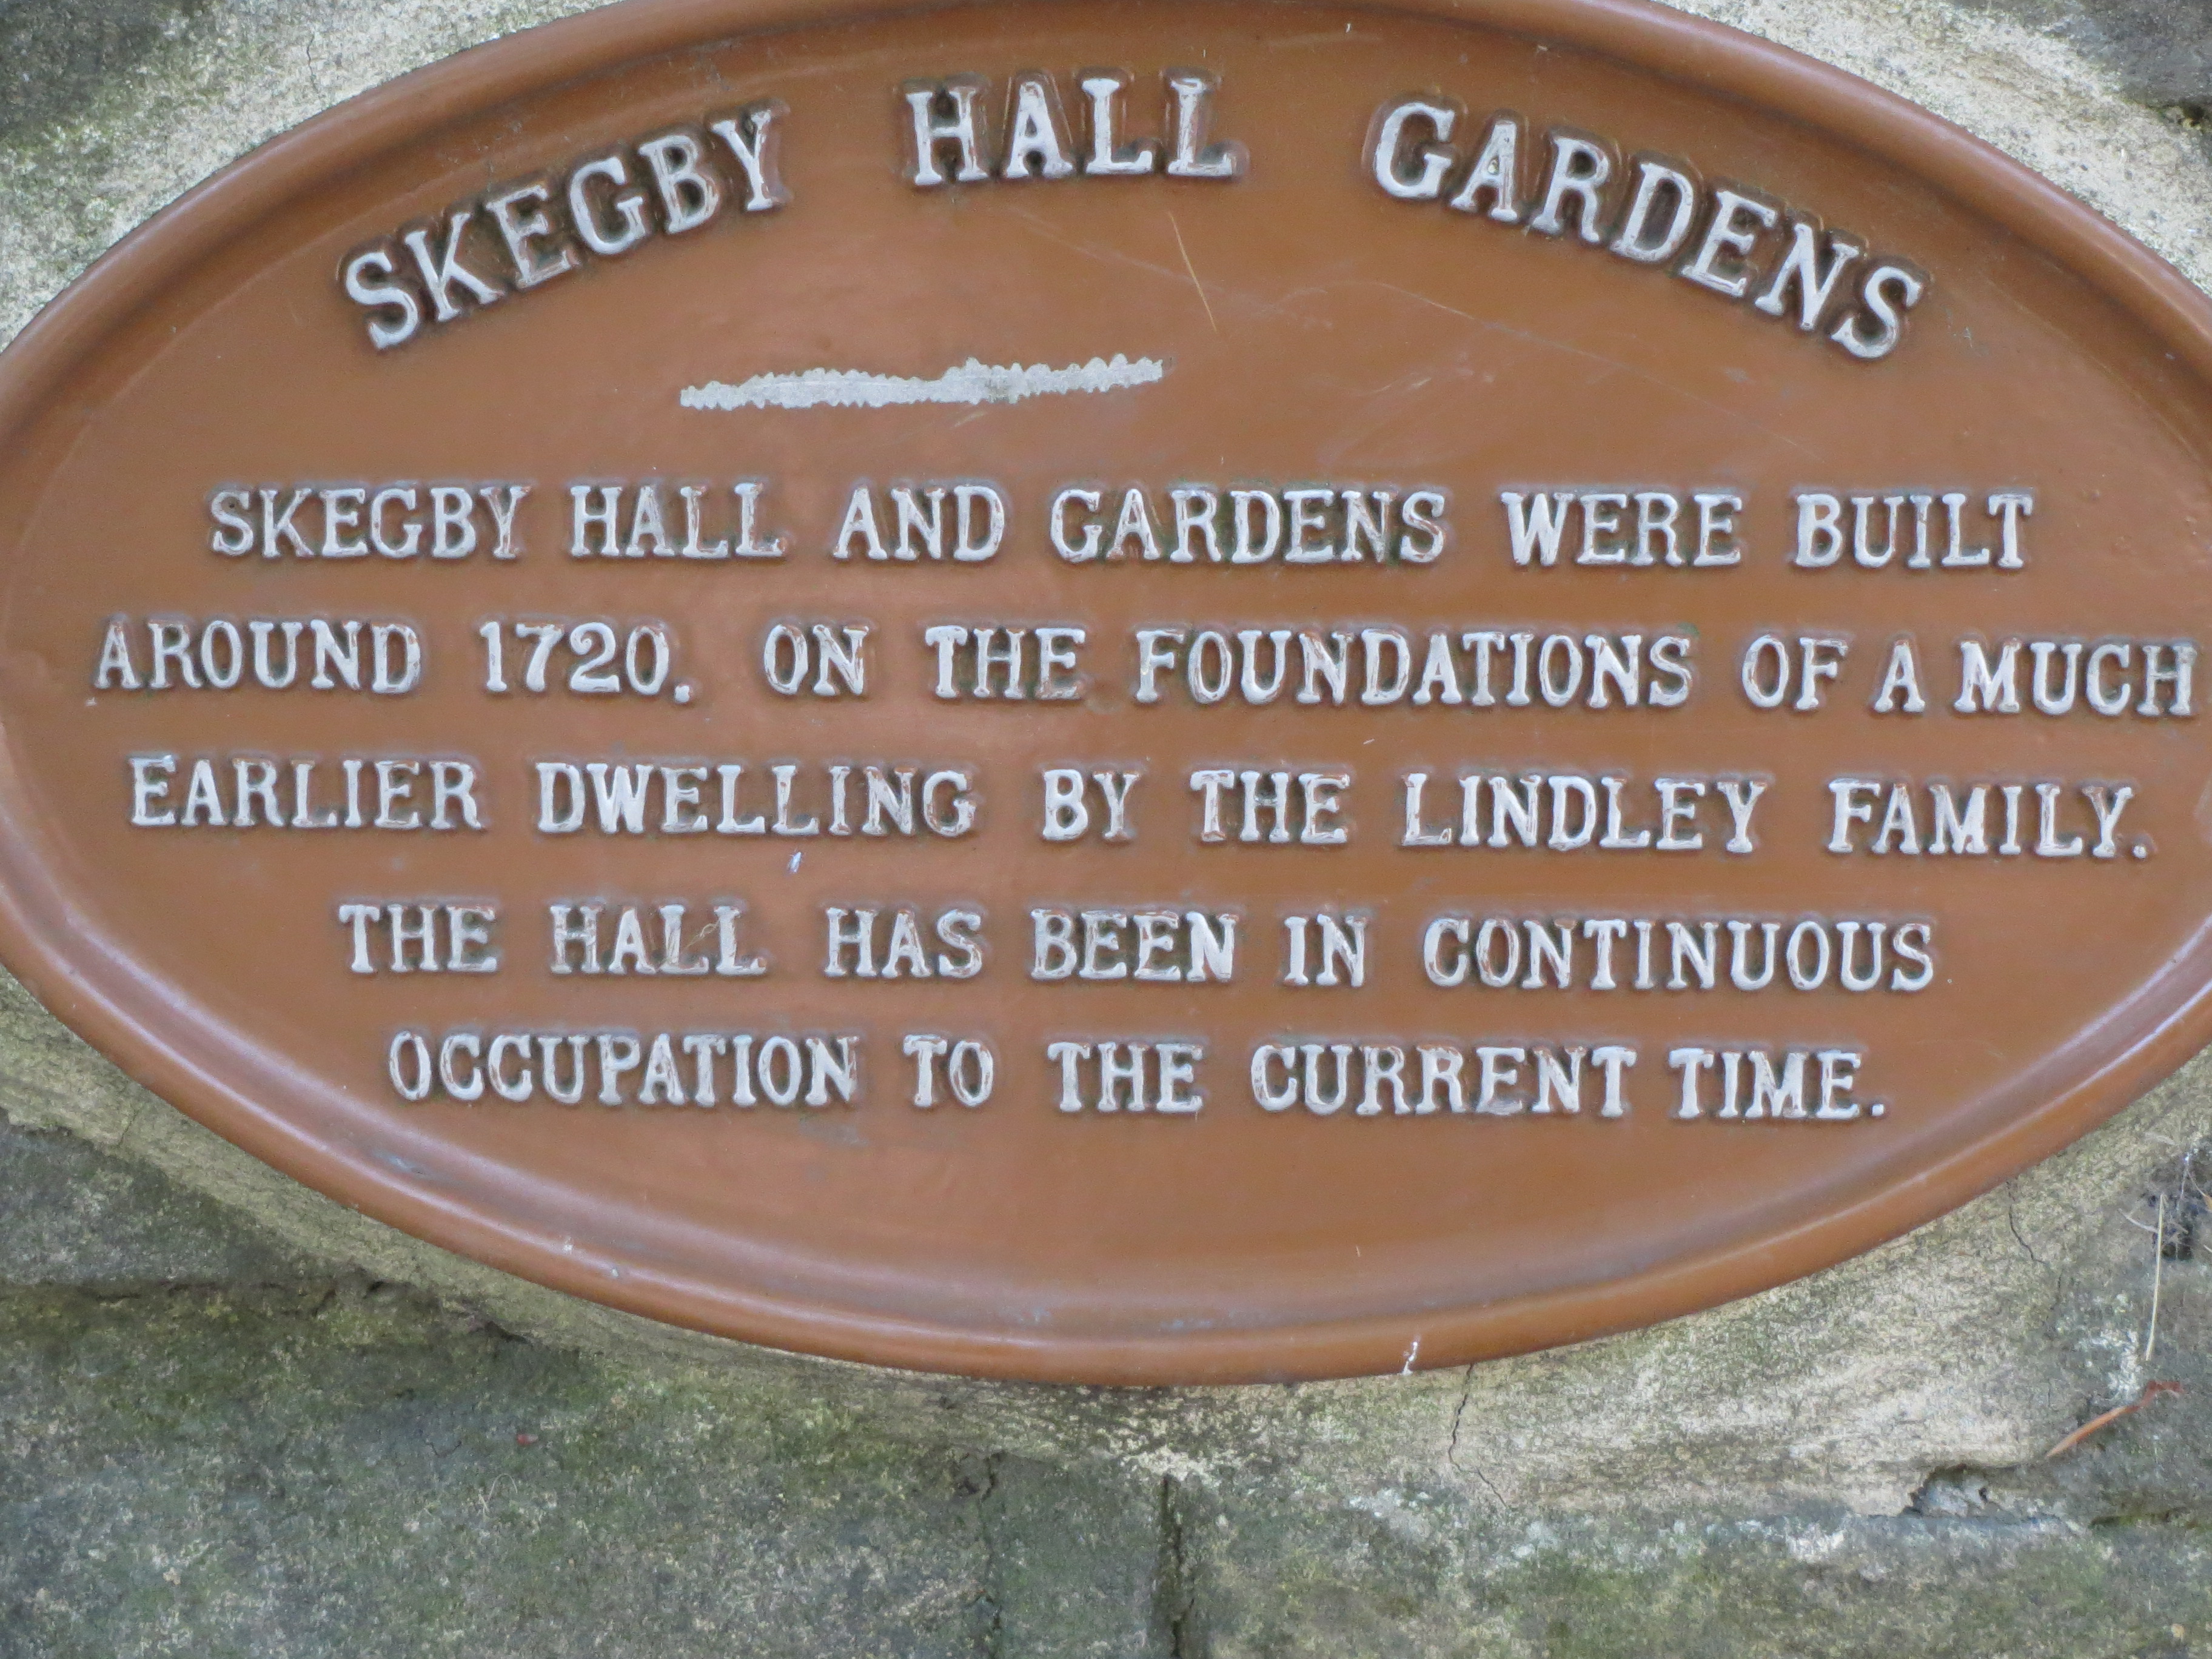 SKEGBY HALL GARDENS
SKEGBY HALL AND GARDENS WERE BUILT
AROUND 1720. ON THE FOUNDATIONS OF A MUCH
EARLIER DWELLING BY THE LINDLEY FAMILY.
THE HALL HAS BEEN IN CONTINUOUS
OCCUPATION TO THE CURRENT TIME.